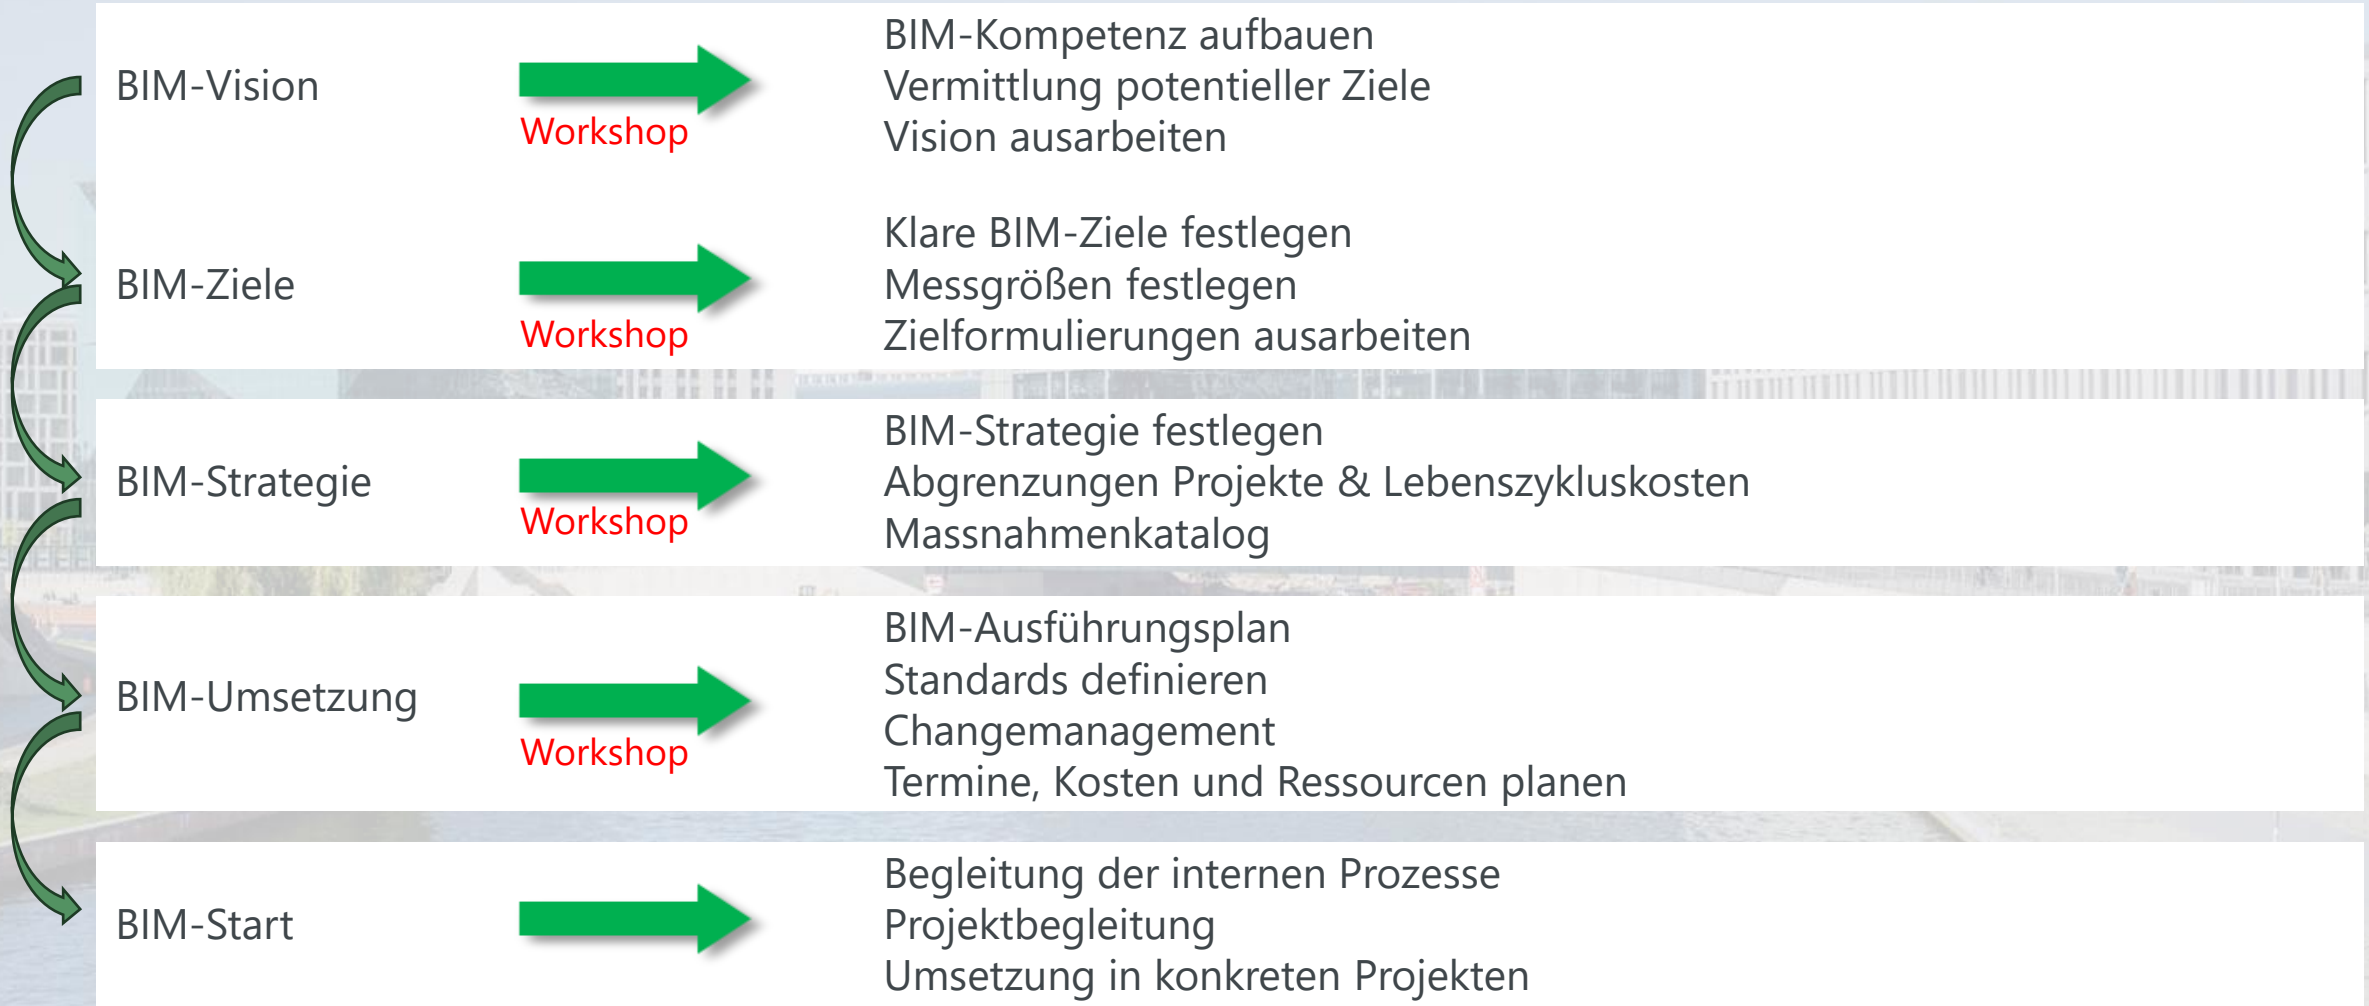 BIM-Vision
Workshop
BIM-Kompetenz aufbauen
Vermittlung potentieller Ziele
Vision ausarbeiten
BIM-Ziele
Workshop
Klare BIM-Ziele festlegen
Messgrößen festlegen
Zielformulierungen ausarbeiten
BIM-Strategie
Workshop
BIM-Strategie festlegen
Abgrenzungen Projekte & Lebenszykluskosten
Massnahmenkatalog
BIM-Umsetzung
Workshop
BIM-Ausführungsplan
Standards definieren
Changemanagement
Termine, Kosten und Ressourcen planen
BIM-Start
Begleitung der internen Prozesse
Projektbegleitung
Umsetzung in konkreten Projekten